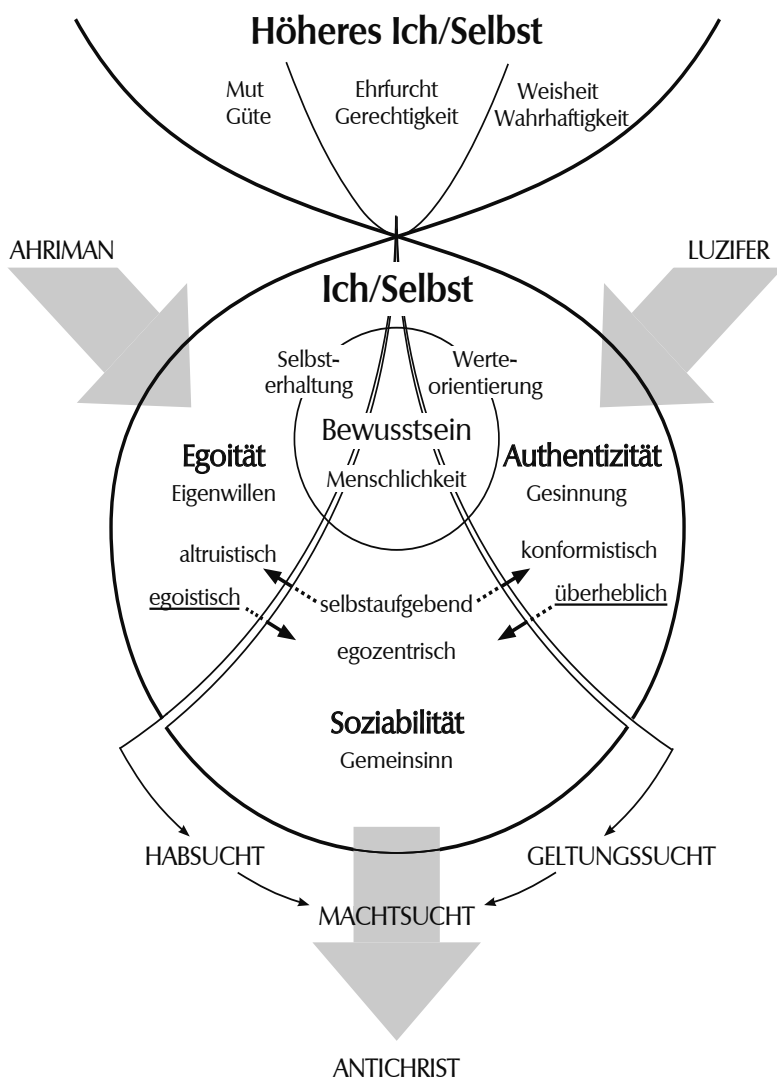 Höheres Ich/Selbst
Mut
Güte
Ehrfurcht
Gerechtigkeit
Weisheit
Wahrhaftigkeit
AHRIMAN
LUZIFER
Ich/Selbst
Selbst-
erhaltung
Werte-
orientierung
Bewusstsein
Menschlichkeit
Egoität
Eigenwillen
Authentizität
Gesinnung
altruistisch
konformistisch
egoistisch
selbstaufgebend
überheblich
egozentrisch
Soziabilität
Gemeinsinn
HABSUCHT
GELTUNGSSUCHT
MACHTSUCHT
ANTICHRIST